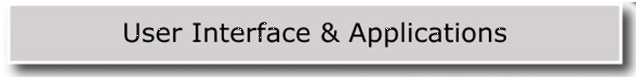 User Interface & Applications